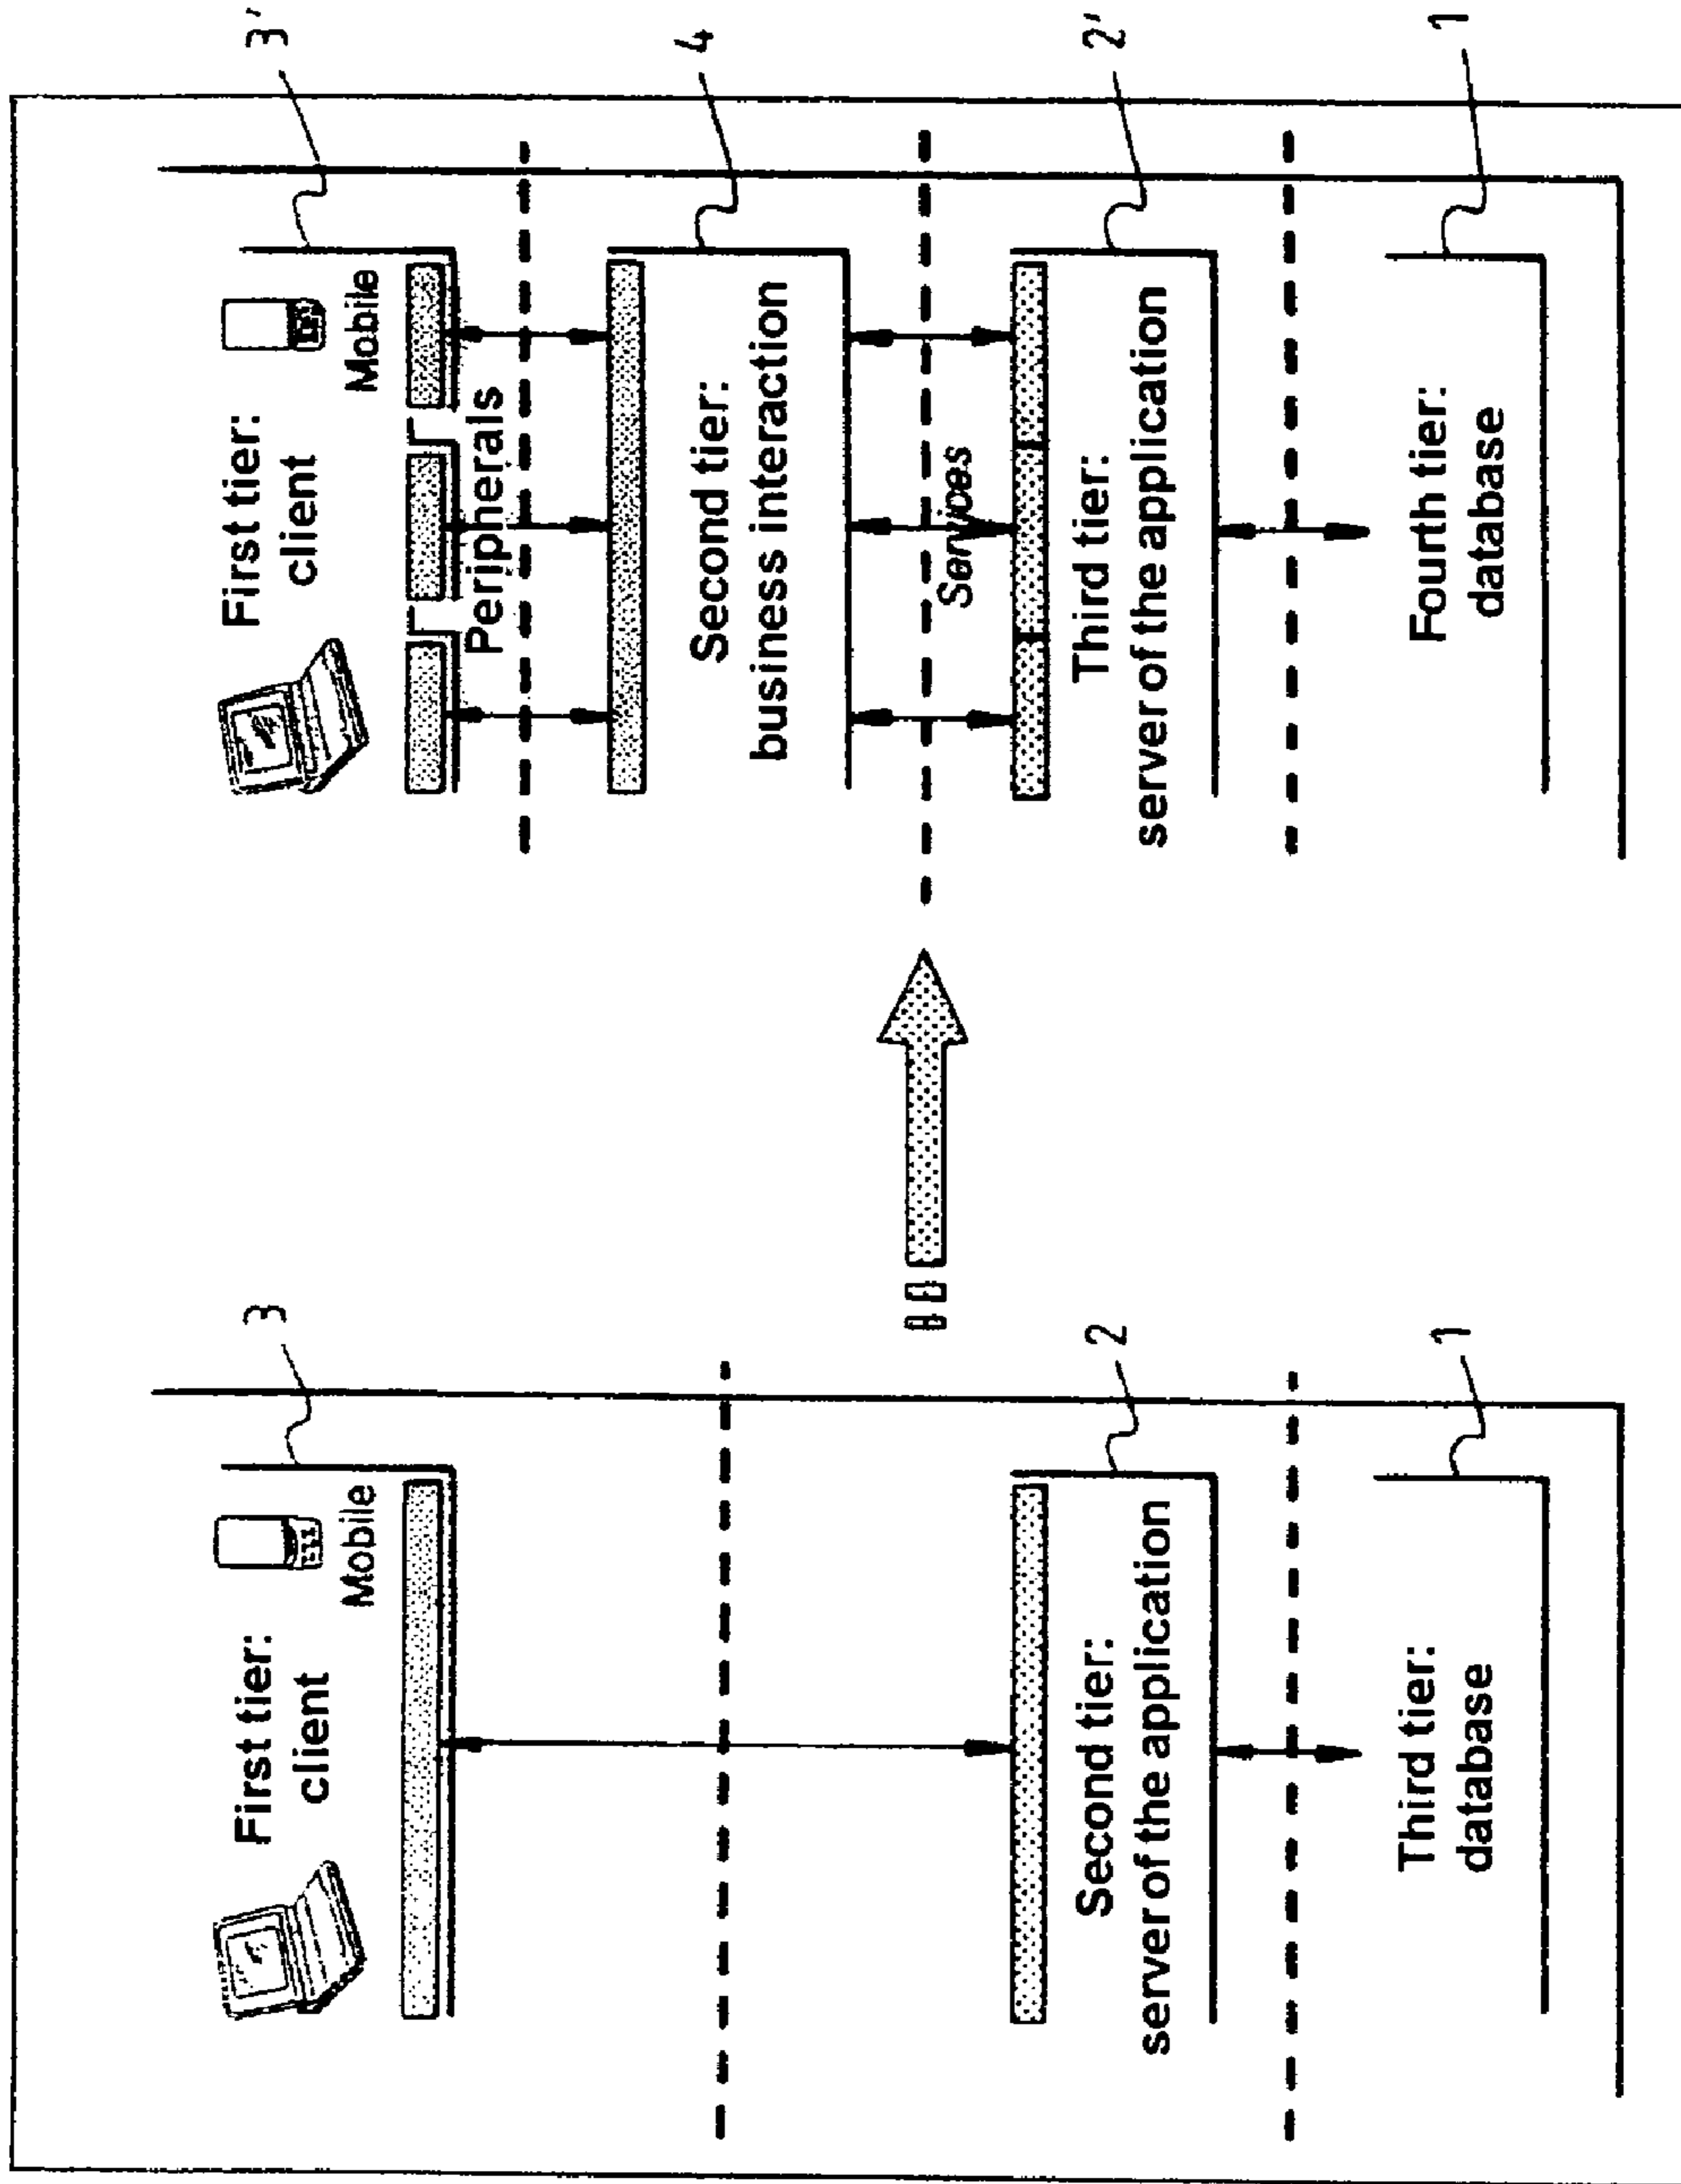 First tier:
client
Mobile
3
Second tier:
server of the application
2
Third tier:
database
1
First tier:
client
Mobile
3'
Peripherals
Second tier:
business interaction
4
Services
Third tier:
server of the application
2'
Fourth tier:
database
1